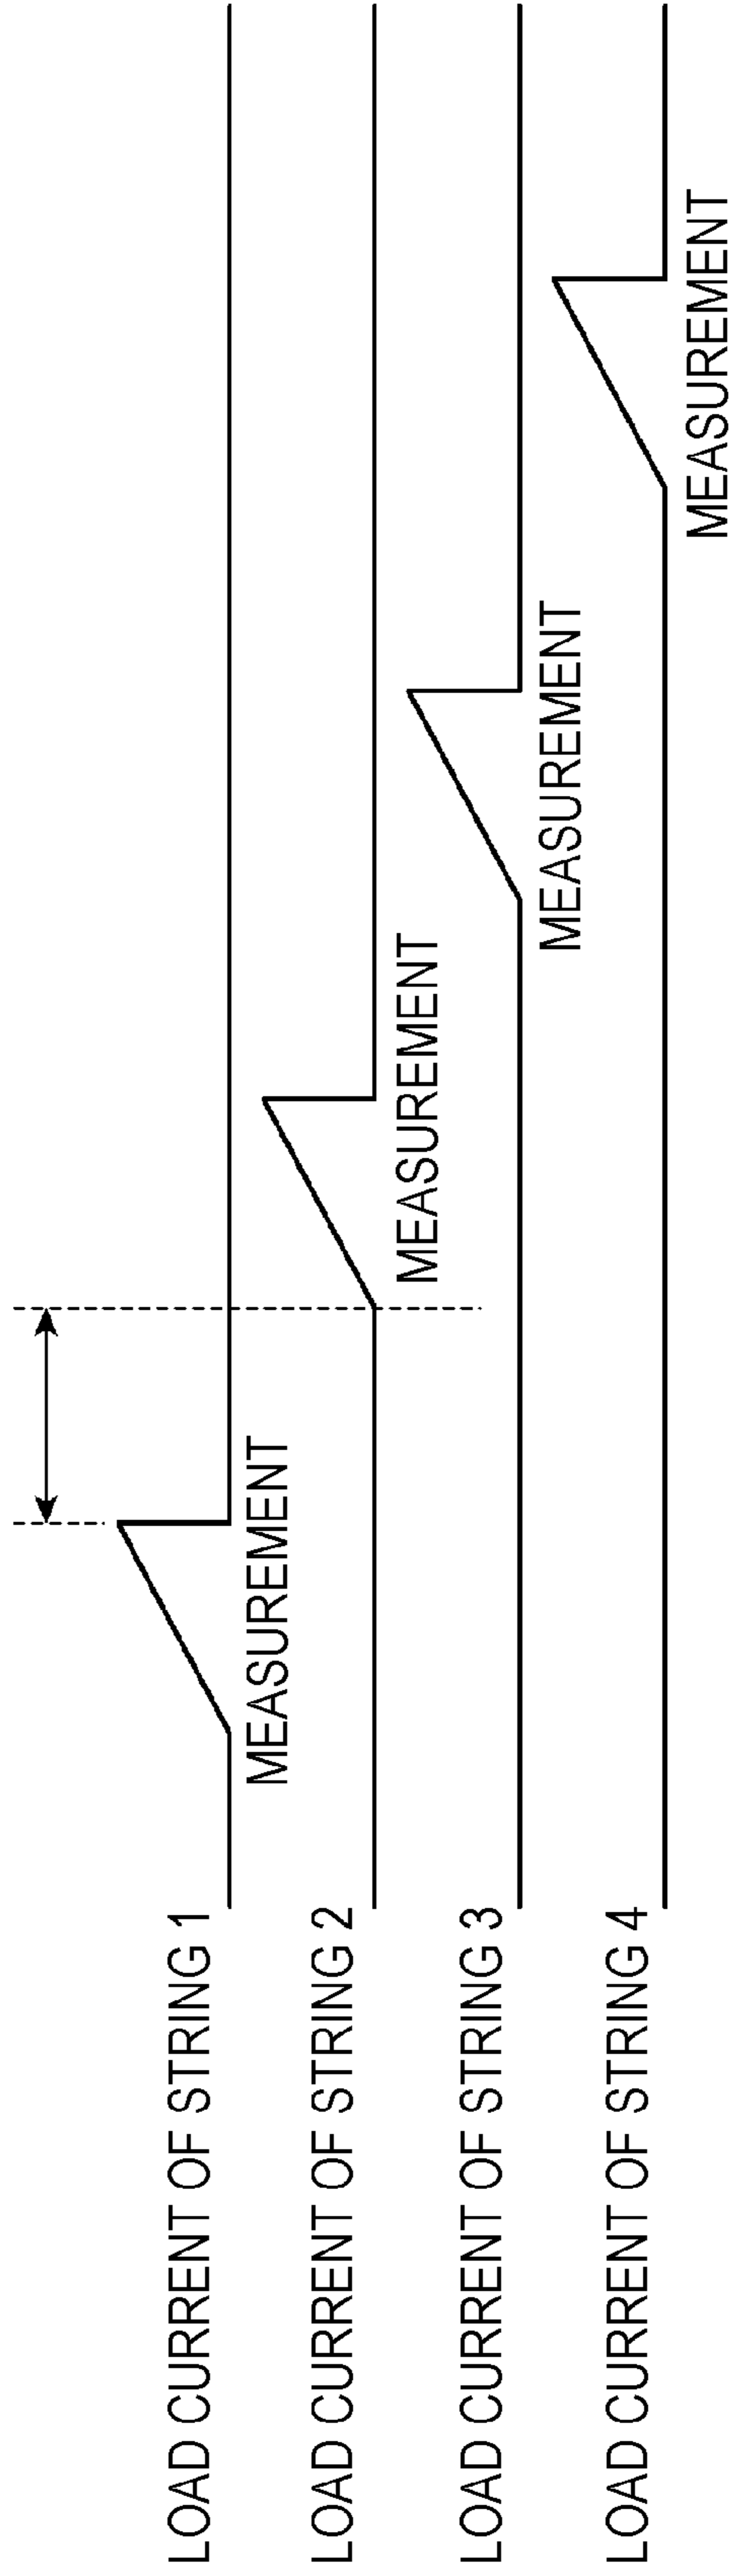 LOAD CURRENT OF STRING 1
MEASUREMENT
LOAD CURRENT OF STRING 2
MEASUREMENT
LOAD CURRENT OF STRING 3
MEASUREMENT
LOAD CURRENT OF STRING 4
MEASUREMENT